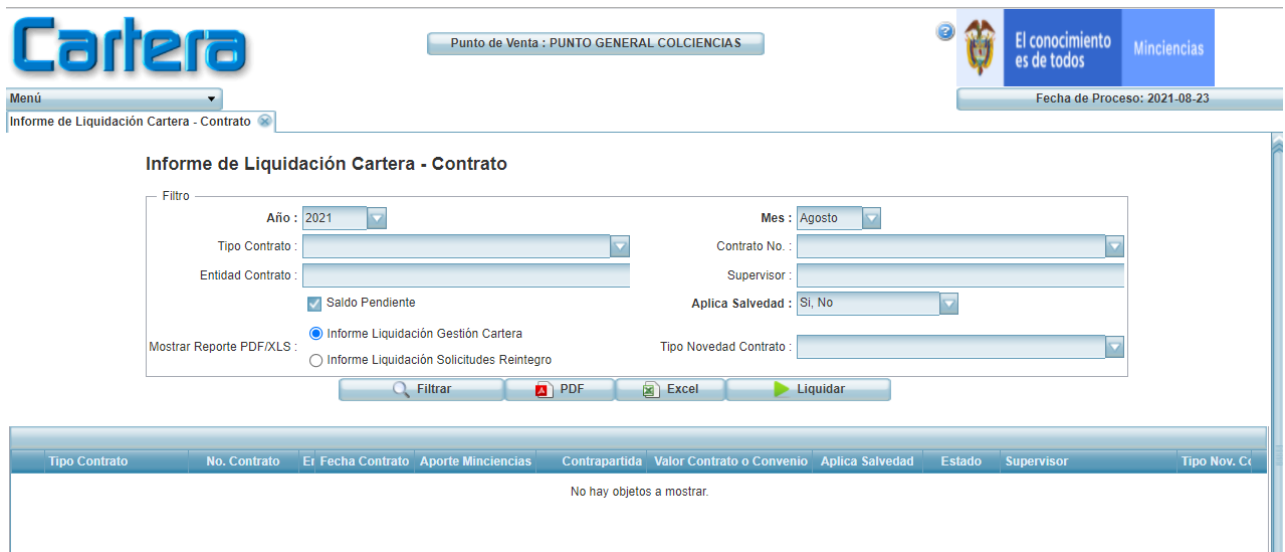 Cartera
Punto de Venta : PUNTO GENERAL COLCIENCIAS
El conocimiento
es de todos
Minciencias
Menú
Fecha de Proceso: 2021-08-23
Informe de Liquidación Cartera - Contrato
Informe de Liquidación Cartera - Contrato
Filtro
Año : 2021 Mes : Agosto
Tipo Contrato : Contrato No. :
Entidad Contrato : Supervisor :
Saldo Pendiente Aplica Salvedad : Si, No
Informe Liquidación Gestión Cartera
Mostrar Reporte PDF/XLS : Tipo Novedad Contrato :
Informe Liquidación Solicitudes Reintegro
Filtrar PDF Excel Liquidar
Tipo Contrato No. Contrato Fecha Contrato Aporte Minciencias Contrapartida Valor Contrato o Convenio Aplica Salvedad Estado Supervisor Tipo Nov.
No hay objetos a mostrar.